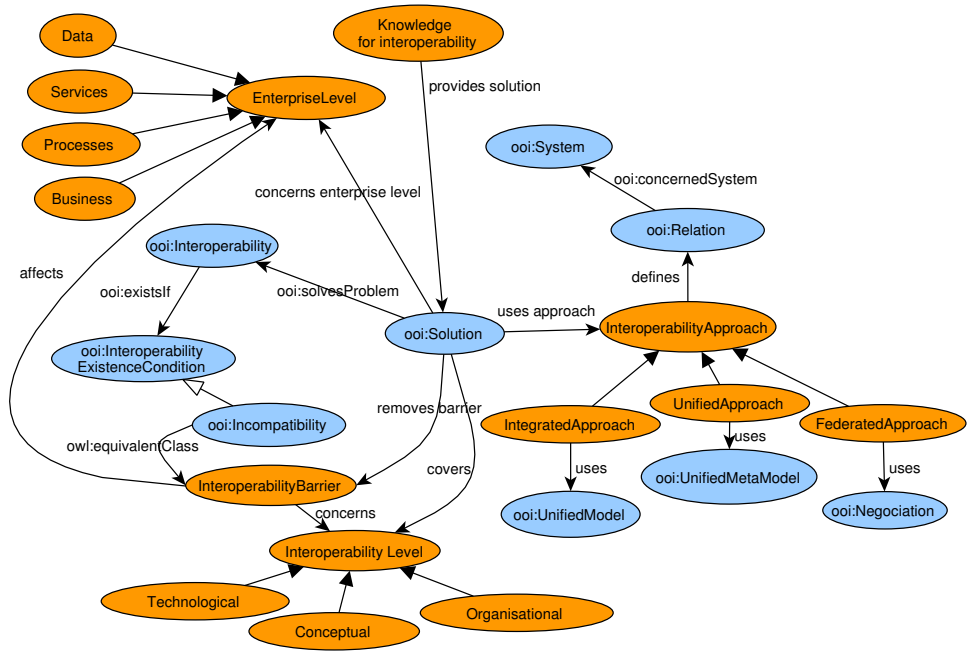 Data
Knowledge
for interoperability
Services
EnterpriseLevel
provides solution
Processes
ooi:System
Business
concerns enterprise level
ooi:concernedSystem
ooi:Interoperability
ooi:Relation
affects
defines
ooi:existsIf
ooi:solvesProblem
uses approach
ooi:Solution
InteroperabilityApproach
ooi:Interoperability
ExistenceCondition
removes barrier
UnifiedApproach
ooi:Incompatibility
IntegratedApproach
FederatedApproach
owl:equivalentClass
uses
covers
uses
uses
InteroperabilityBarrier
ooi:UnifiedMetaModel
concerns
ooi:UnifiedModel
ooi:Negociation
Interoperability Level
Technological
Organisational
Conceptual